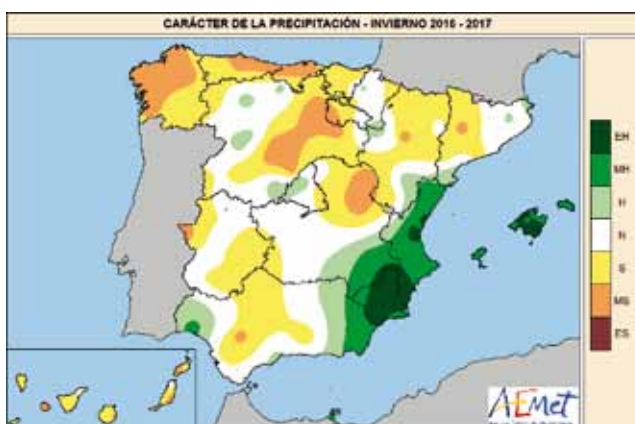 CARÁCTER DE LA PRECIPITACIÓN - INVIERNO 2016 - 2017
EH
MH
H
N
S
MS
ES
AEMet